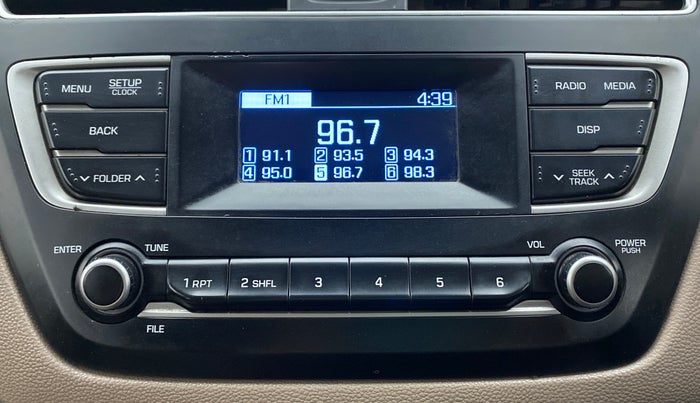 MENU SETUP CLOCK
BACK
FOLDER
FM1 4:39
96.7
1 91.1 2 93.5 3 94.3
4 95.0 5 96.7 6 98.3
RADIO MEDIA
DISP
SEEK TRACK
ENTER TUNE
FILE
1 RPT 2 SHFL 3 4 5 6
VOL POWER PUSH